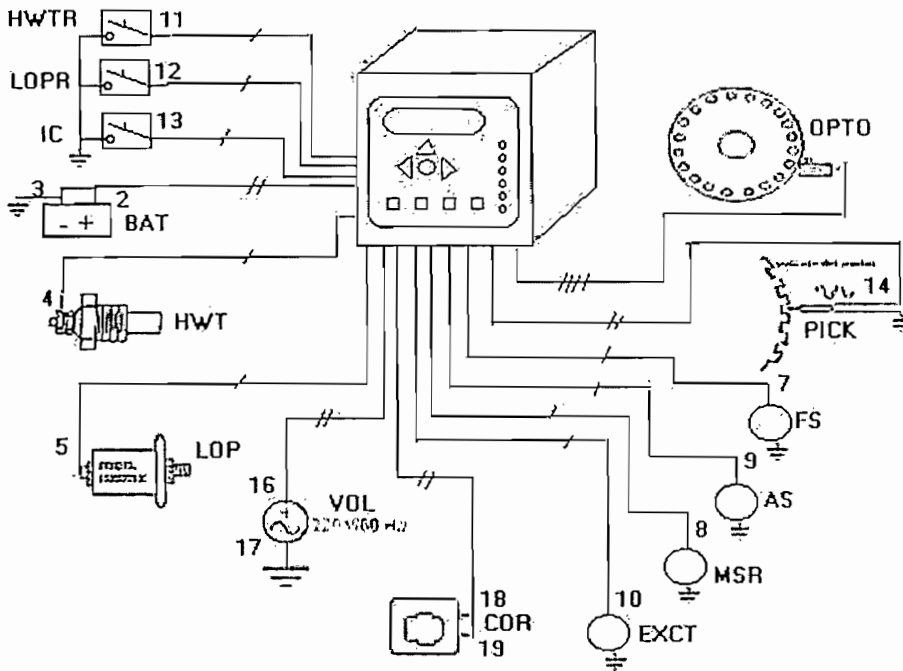 HWTR 11
LOPR 12
IC 13
3 2
- + BAT
OPTO
4 HWT
14
PICK
7
FS
5 LOP
9
AS
16 VOL
17
8
MSR
18 COR
19
10
EXCT